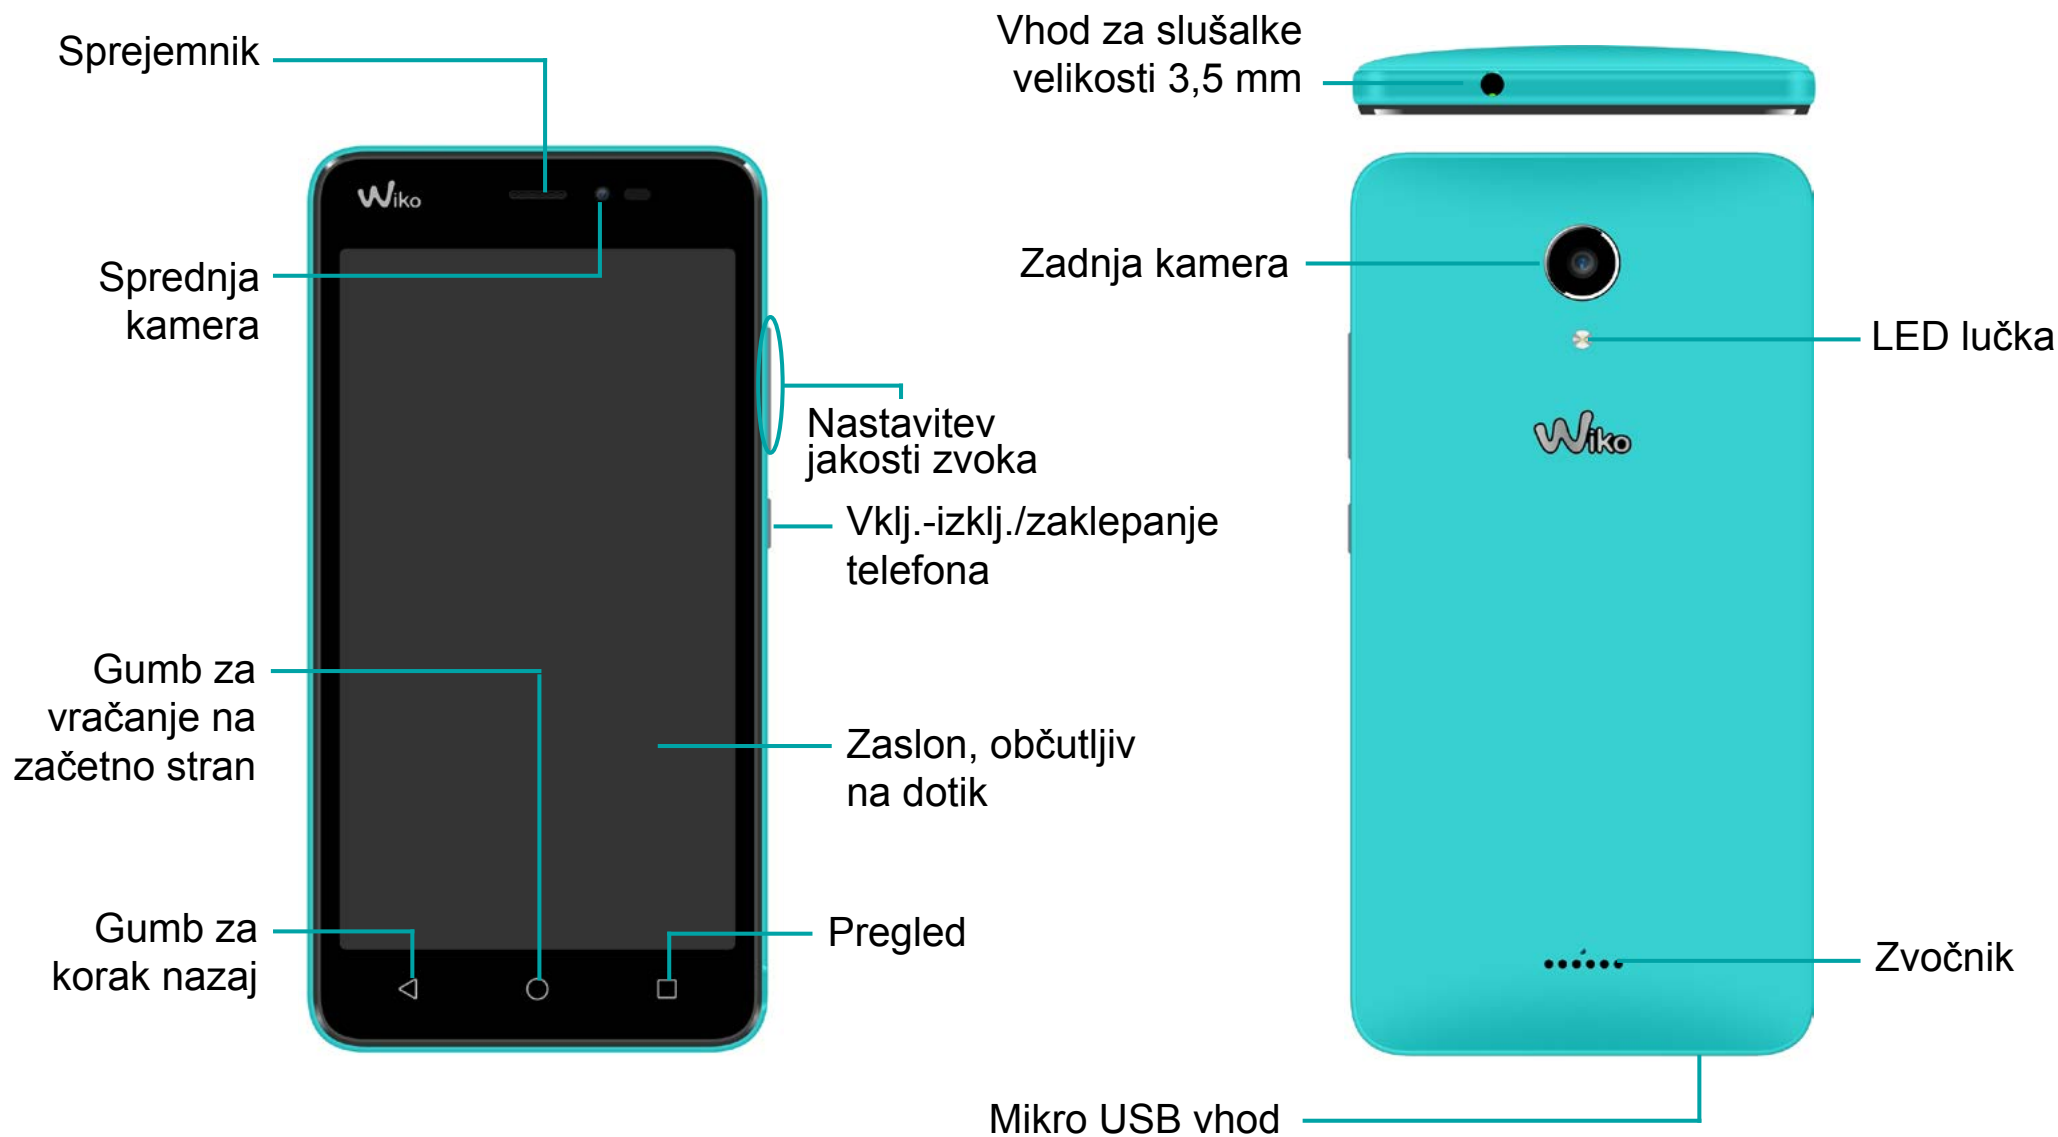 Sprejemnik
Wiko
Sprednja
kamera
Nastavitev
jakosti zvoka
Vklj.-izklj./zaklepanje
telefona
Gumb za
vračanje na
začetno stran
Zaslon, občutljiv
na dotik
Gumb za
korak nazaj
Pregled
Vhod za slušalke
velikosti 3,5 mm
Zadnja kamera
LED lučka
Wiko
Zvočnik
Mikro USB vhod